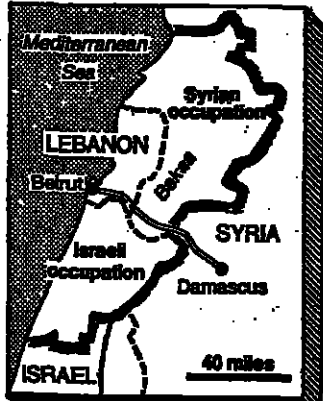 Mediterranean
Sea
Syrian
occupation
LEBANON
Bekaa
Beirut
SYRIA
Israeli
occupation
Damascus
ISRAEL
40 miles